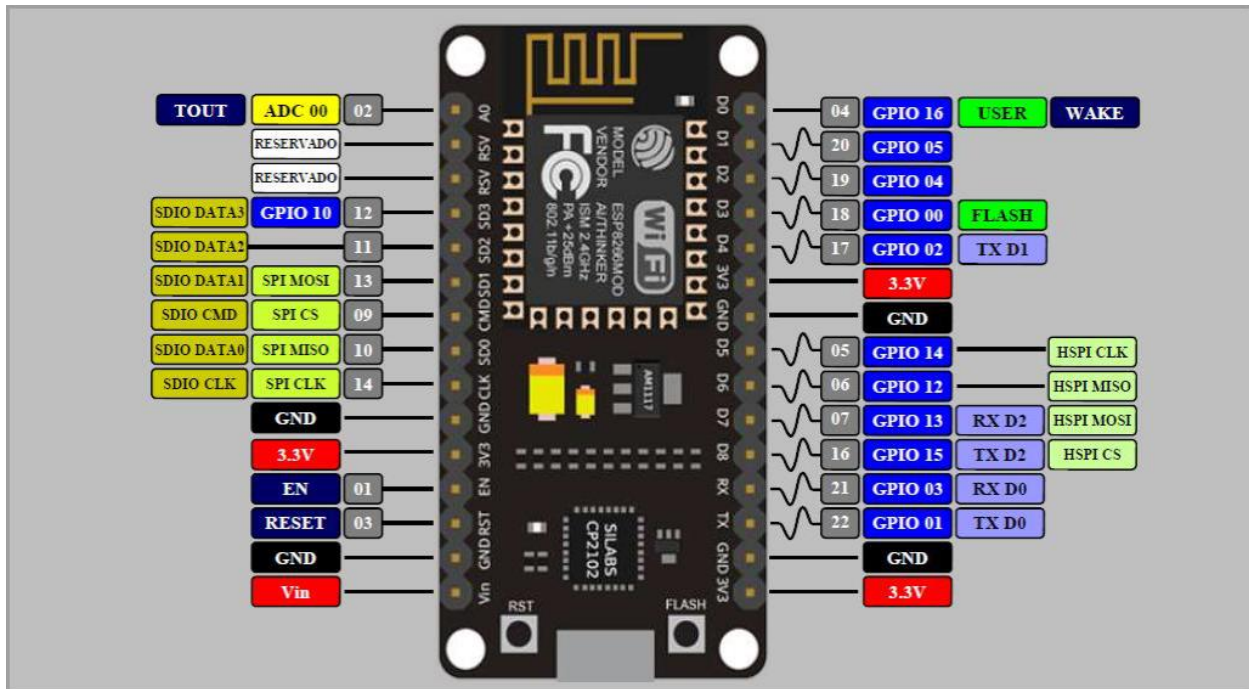 TOUT ADC 00 02 A0 D0 04 GPIO 16 USER WAKE
RESERVADO RSV D1 20 GPIO 05
RESERVADO RSV D2 19 GPIO 04
SDIO DATA3 GPIO 10 12 SD3 D3 18 GPIO 00 FLASH
SDIO DATA2 11 SD2 D4 17 GPIO 02 TX D1
SDIO DATA1 SPI MOSI 13 SD1 3V3 3.3V
SDIO CMD SPI CS 09 CMD GND GND
SDIO DATA0 SPI MISO 10 SD0 D5 05 GPIO 14 HSPI CLK
SDIO CLK SPI CLK 14 CLK D6 06 GPIO 12 HSPI MISO
GND GND D7 07 GPIO 13 RX D2 HSPI MOSI
3.3V 3V3 D8 16 GPIO 15 TX D2 HSPI CS
EN 01 EN RX 21 GPIO 03 RX D0
RESET 03 RST TX 22 GPIO 01 TX D0
GND GND GND GND
Vin Vin 3V3 3.3V
MODEL
VENDOR
ESP8266MOD
AI/THINKER
ISM 2.4GHz
PA +25dBm
802.11b/g/n
FC
WiFi
AM1117
SILABS
CP2102
RST
FLASH